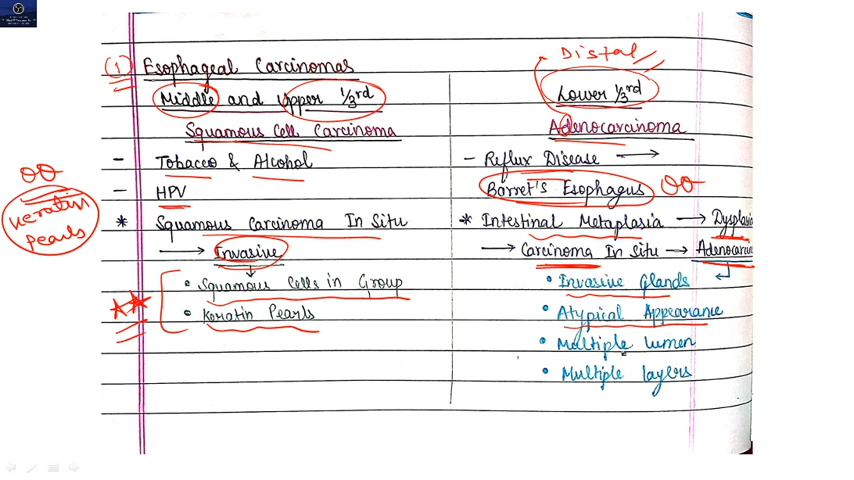 (1) Esophageal Carcinomas
Middle and Upper 1/3rd
Squamous Cell Carcinoma
- Tobacco & Alcohol
- HPV
* Squamous Carcinoma In Situ
→ Invasive
• Squamous Cells in Group
• Keratin Pearls
Keratin
Pearls
Distal
Lower 1/3rd
Adenocarcinoma
- Reflux Disease →
Barret's Esophagus
* Intestinal Metaplasia → Dysplasia
→ Carcinoma In Situ → Adenocarcin
• Invasive Glands
• Atypical Appearance
• Multiple lumen
• Multiple layers